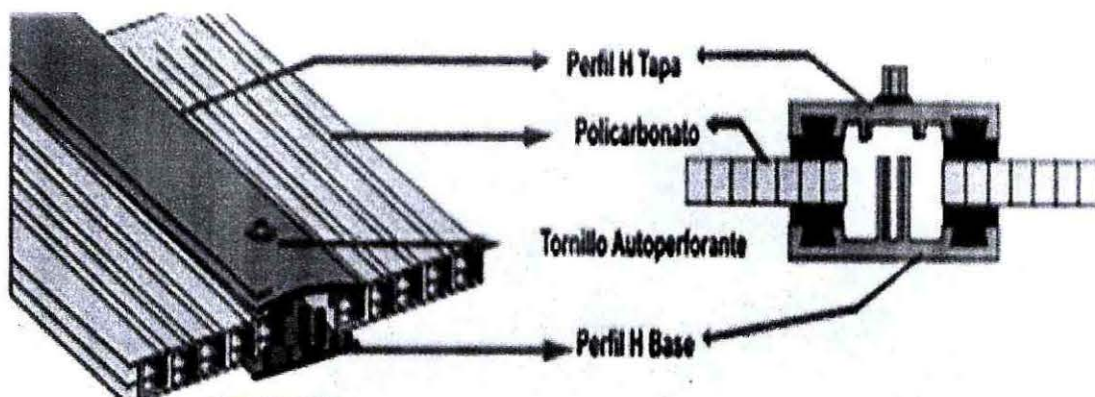 Perfil H Tapa
Policarbonato
Tornillo Autoperforante
Perfil H Base